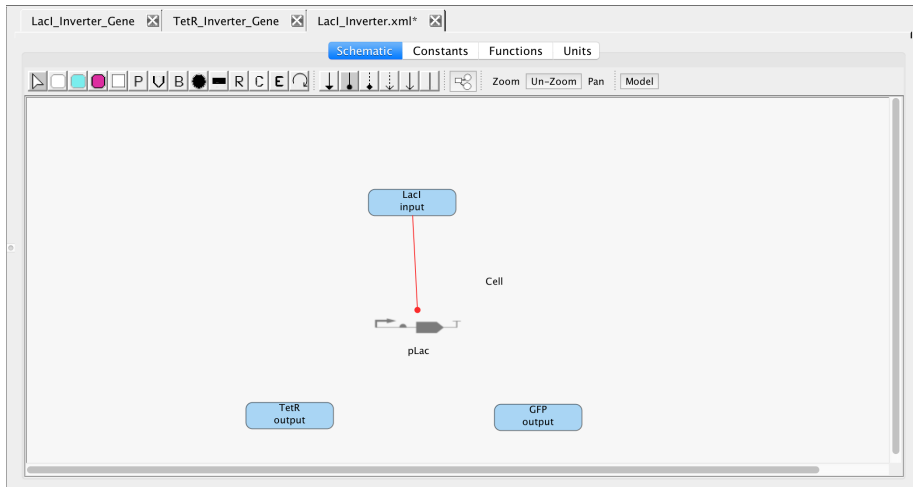 LacI_Inverter_Gene TetR_Inverter_Gene LacI_Inverter.xml*
Schematic Constants Functions Units
P V B R C E Zoom Un-Zoom Pan Model
LacI
input
Cell
pLac
TetR
output
GFP
output